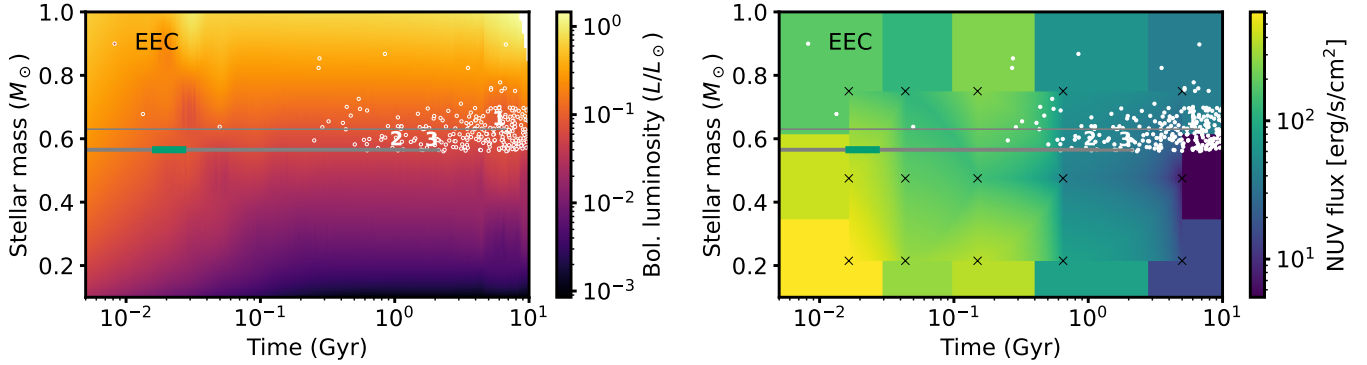 EEC
1
2
3
1.0
0.8
0.6
0.4
0.2
Stellar mass (M⊙)
10⁻² 10⁻¹ 10⁰ 10¹
Time (Gyr)
10⁰
10⁻¹
10⁻²
10⁻³
Bol. luminosity (L/L⊙)
EEC
2
3
1.0
0.8
0.6
0.4
0.2
Stellar mass (M⊙)
10⁻² 10⁻¹ 10⁰ 10¹
Time (Gyr)
10²
10¹
NUV flux [erg/s/cm²]